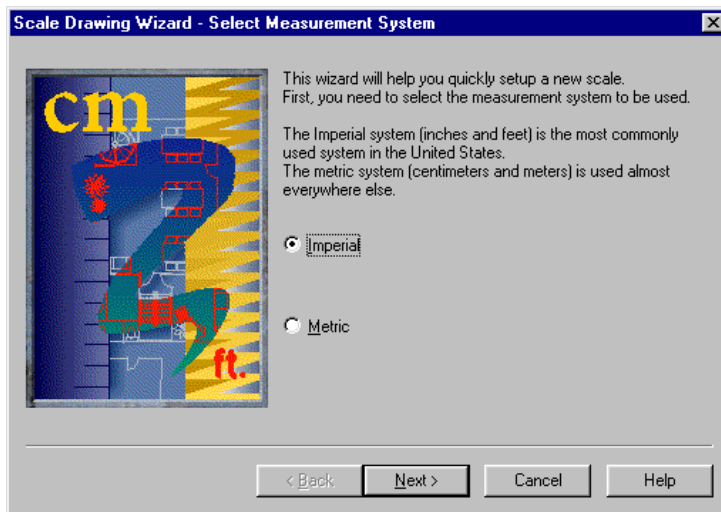 Scale Drawing Wizard - Select Measurement System
cm
ft.
This wizard will help you quickly setup a new scale.
First, you need to select the measurement system to be used.
The Imperial system (inches and feet) is the most commonly
used system in the United States.
The metric system (centimeters and meters) is used almost
everywhere else.
Imperial
Metric
< Back
Next >
Cancel
Help